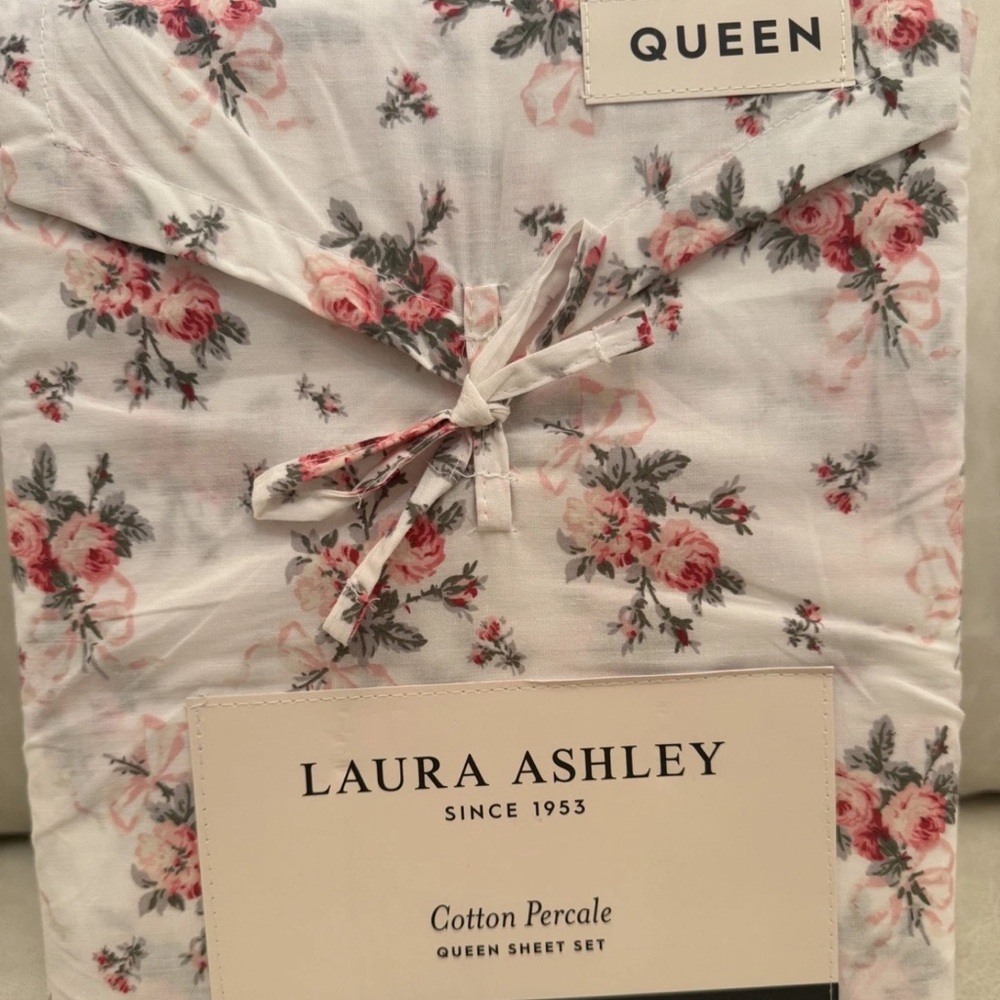 QUEEN
LAURA ASHLEY
SINCE 1953
Cotton Percale
QUEEN SHEET SET